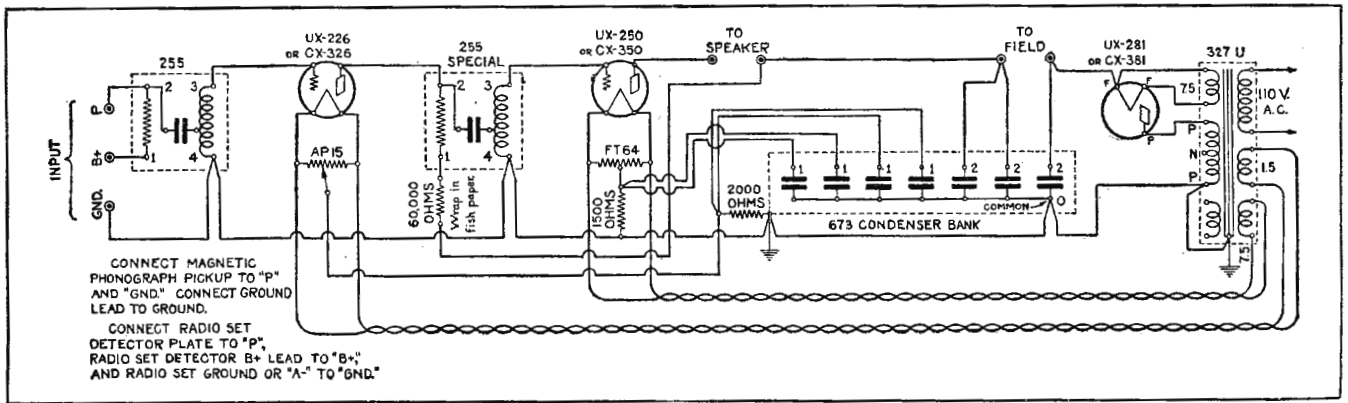 INPUT
P
B+
GND.
255
2
3
1
4
UX-226
OR CX-326
AP15
255
SPECIAL
2
3
1
4
60,000
OHMS
Wrap in
fish paper
UX-250
OR CX-350
FT64
1500
OHMS
TO
SPEAKER
2000
OHMS
1
1
1
1
2
2
2
COMMON
0
673 CONDENSER BANK
TO
FIELD
UX-281
OR CX-381
F
F
P
327 U
7.5
P
N
P
110 V.
A.C.
1.5
7.5
CONNECT MAGNETIC
PHONOGRAPH PICKUP TO "P"
AND "GND." CONNECT GROUND
LEAD TO GROUND.
CONNECT RADIO SET
DETECTOR PLATE TO "P",
RADIO SET DETECTOR B+ LEAD TO "B+,"
AND RADIO SET GROUND OR "A-" TO "GND."